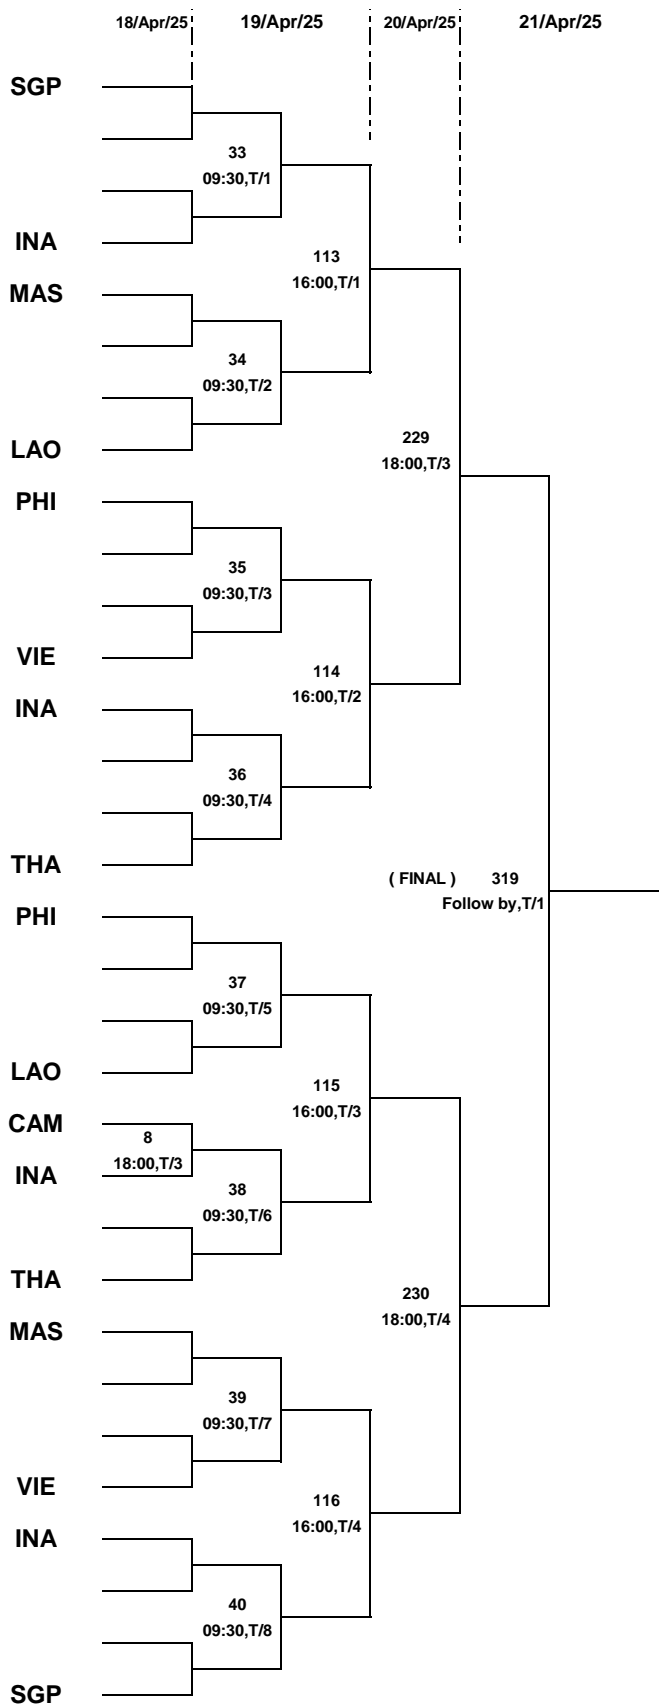 18/Apr/25 19/Apr/25 20/Apr/25 21/Apr/25
SGP
33
09:30,T/1
INA
113
16:00,T/1
MAS
34
09:30,T/2
LAO
229
18:00,T/3
PHI
35
09:30,T/3
VIE
114
16:00,T/2
INA
36
09:30,T/4
THA
( FINAL ) 319
Follow by,T/1
PHI
37
09:30,T/5
LAO
115
16:00,T/3
CAM
8
18:00,T/3
INA
38
09:30,T/6
THA
230
18:00,T/4
MAS
39
09:30,T/7
VIE
116
16:00,T/4
INA
40
09:30,T/8
SGP